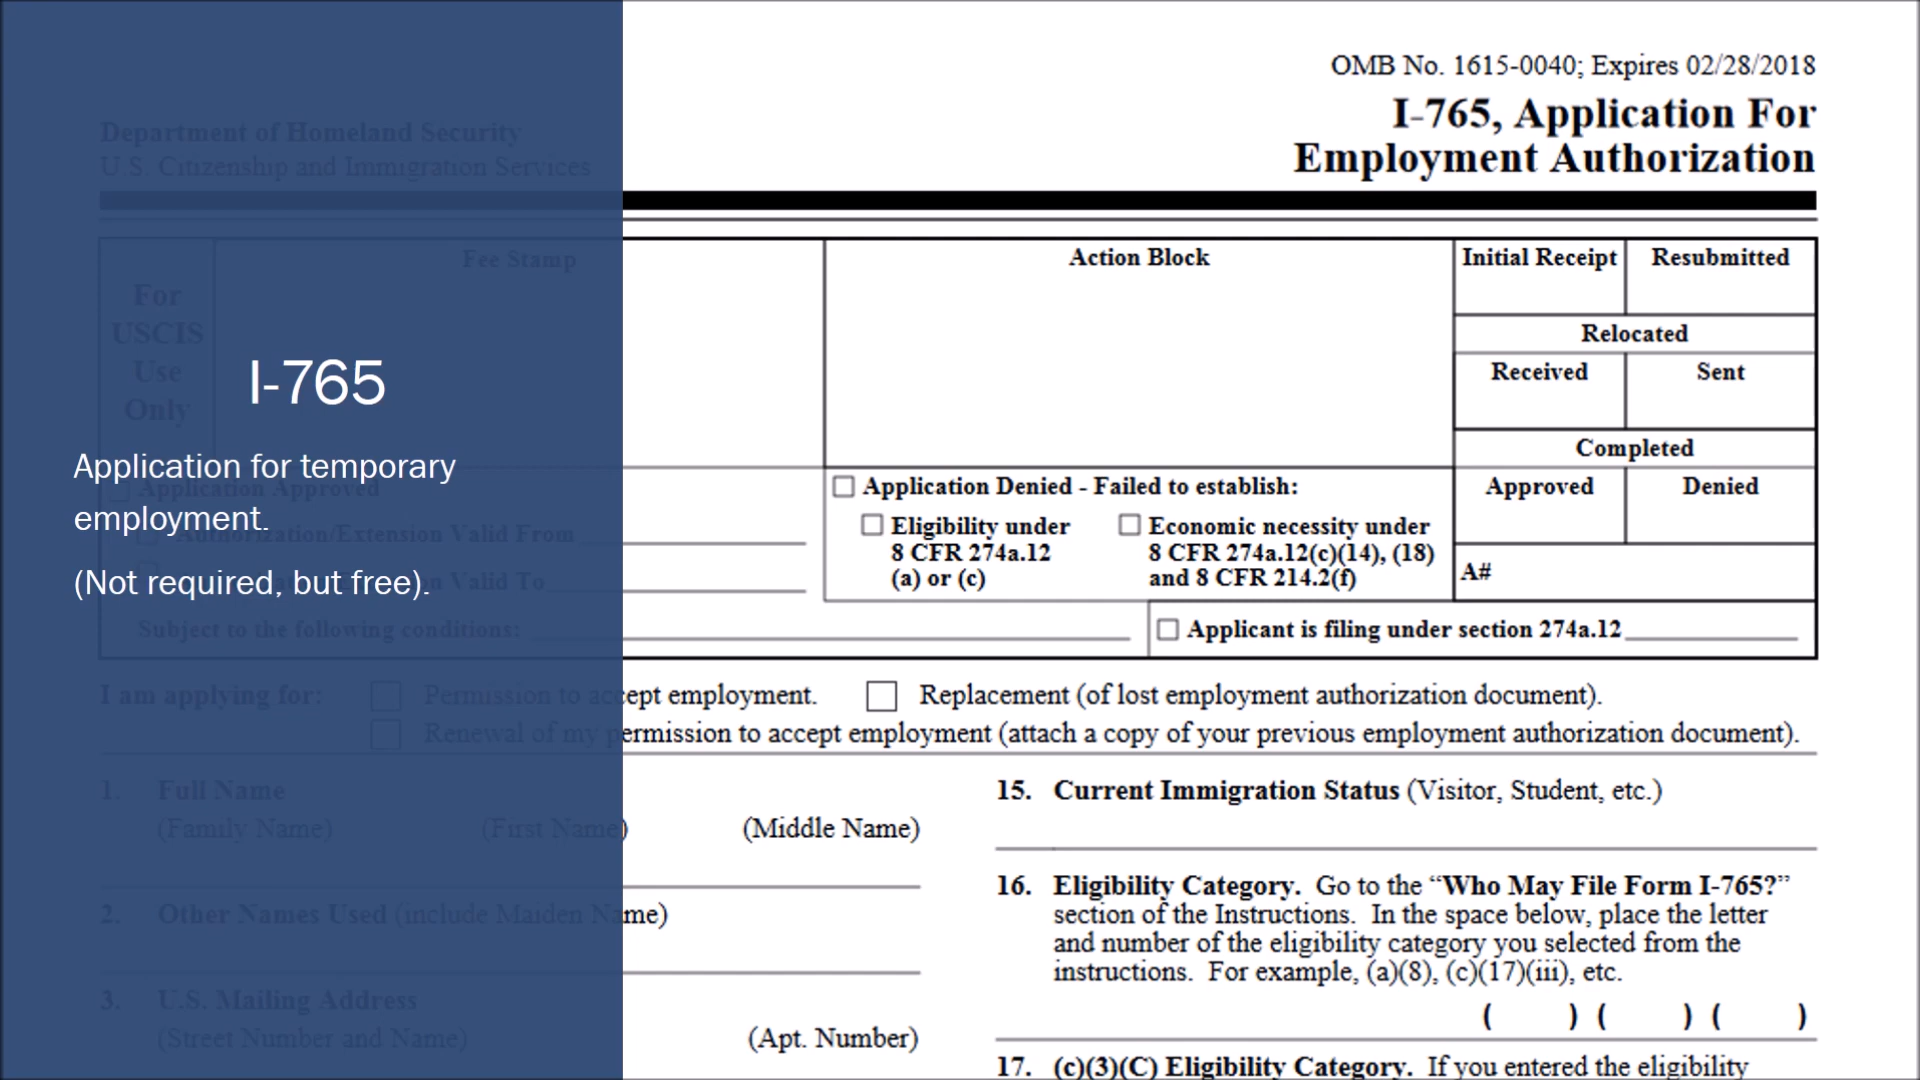 OMB No. 1615-0040; Expires 02/28/2018
I-765, Application For
Employment Authorization
Department of Homeland Security
U.S. Citizenship and Immigration Services
For
USCIS
Use
Only
Fee Stamp
Action Block
Initial Receipt
Resubmitted
Relocated
Received
Sent
Completed
Approved
Denied
A#
I-765
Application for temporary
employment.
(Not required, but free).
Application Approved
Authorization/Extension Valid From
Valid To
Subject to the following conditions:
Application Denied - Failed to establish:
Eligibility under
8 CFR 274a.12
(a) or (c)
Economic necessity under
8 CFR 274a.12(c)(14), (18)
and 8 CFR 214.2(f)
Applicant is filing under section 274a.12
I am applying for: Permission to accept employment. Replacement (of lost employment authorization document).
Renewal of my permission to accept employment (attach a copy of your previous employment authorization document).
1. Full Name
(Family Name) (First Name) (Middle Name)
2. Other Names Used (include Maiden Name)
3. U.S. Mailing Address
(Street Number and Name) (Apt. Number)
15. Current Immigration Status (Visitor, Student, etc.)
16. Eligibility Category. Go to the “Who May File Form I-765?”
section of the Instructions. In the space below, place the letter
and number of the eligibility category you selected from the
instructions. For example, (a)(8), (c)(17)(iii), etc.
( ) ( ) ( )
17. (c)(3)(C) Eligibility Category. If you entered the eligibility